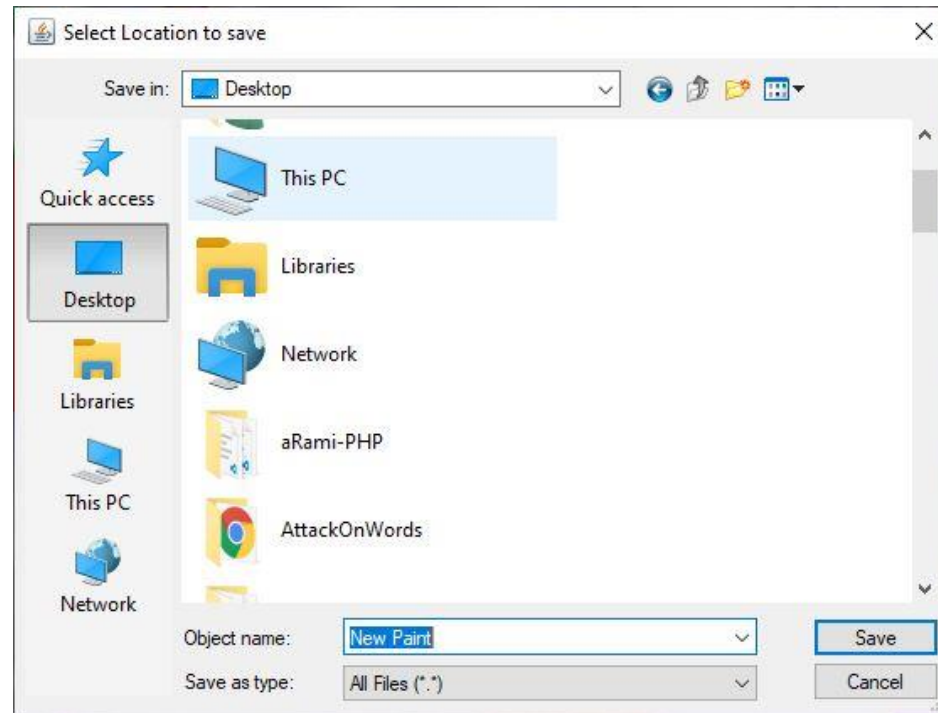 Select Location to save
Save in: Desktop
Quick access
Desktop
Libraries
This PC
Network
This PC
Libraries
Network
aRami-PHP
AttackOnWords
Object name: New Paint Save
Save as type: All Files (*.*) Cancel